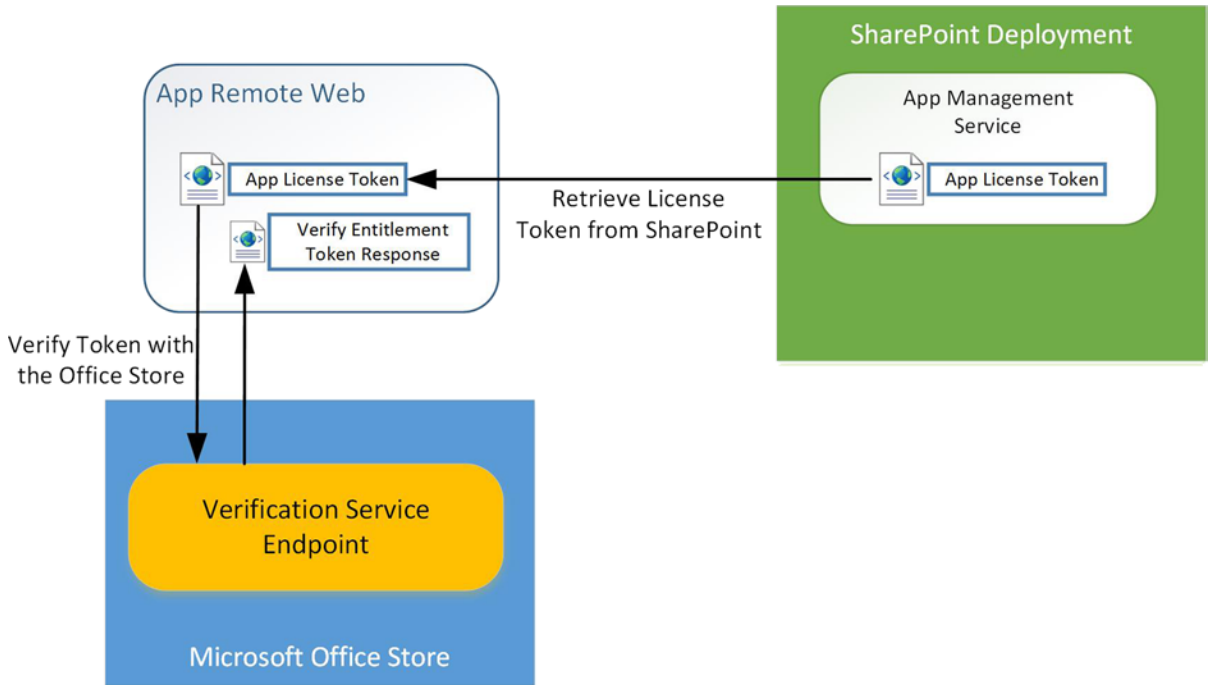 SharePoint Deployment
App Management
Service
App License Token
App Remote Web
App License Token
Verify Entitlement
Token Response
Retrieve License
Token from SharePoint
Verify Token with
the Office Store
Verification Service
Endpoint
Microsoft Office Store